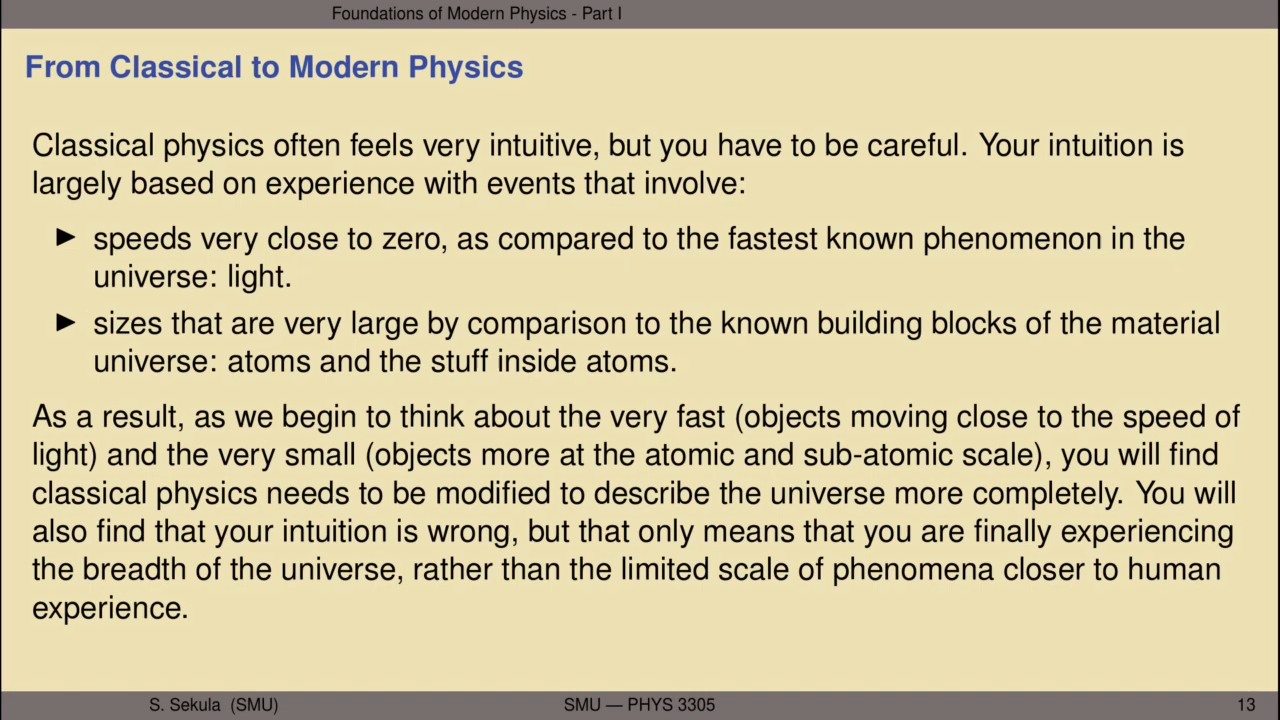 Foundations of Modern Physics - Part I
From Classical to Modern Physics
Classical physics often feels very intuitive, but you have to be careful. Your intuition is
largely based on experience with events that involve:
▶ speeds very close to zero, as compared to the fastest known phenomenon in the
universe: light.
▶ sizes that are very large by comparison to the known building blocks of the material
universe: atoms and the stuff inside atoms.
As a result, as we begin to think about the very fast (objects moving close to the speed of
light) and the very small (objects more at the atomic and sub-atomic scale), you will find
classical physics needs to be modified to describe the universe more completely. You will
also find that your intuition is wrong, but that only means that you are finally experiencing
the breadth of the universe, rather than the limited scale of phenomena closer to human
experience.
S. Sekula (SMU) SMU — PHYS 3305 13